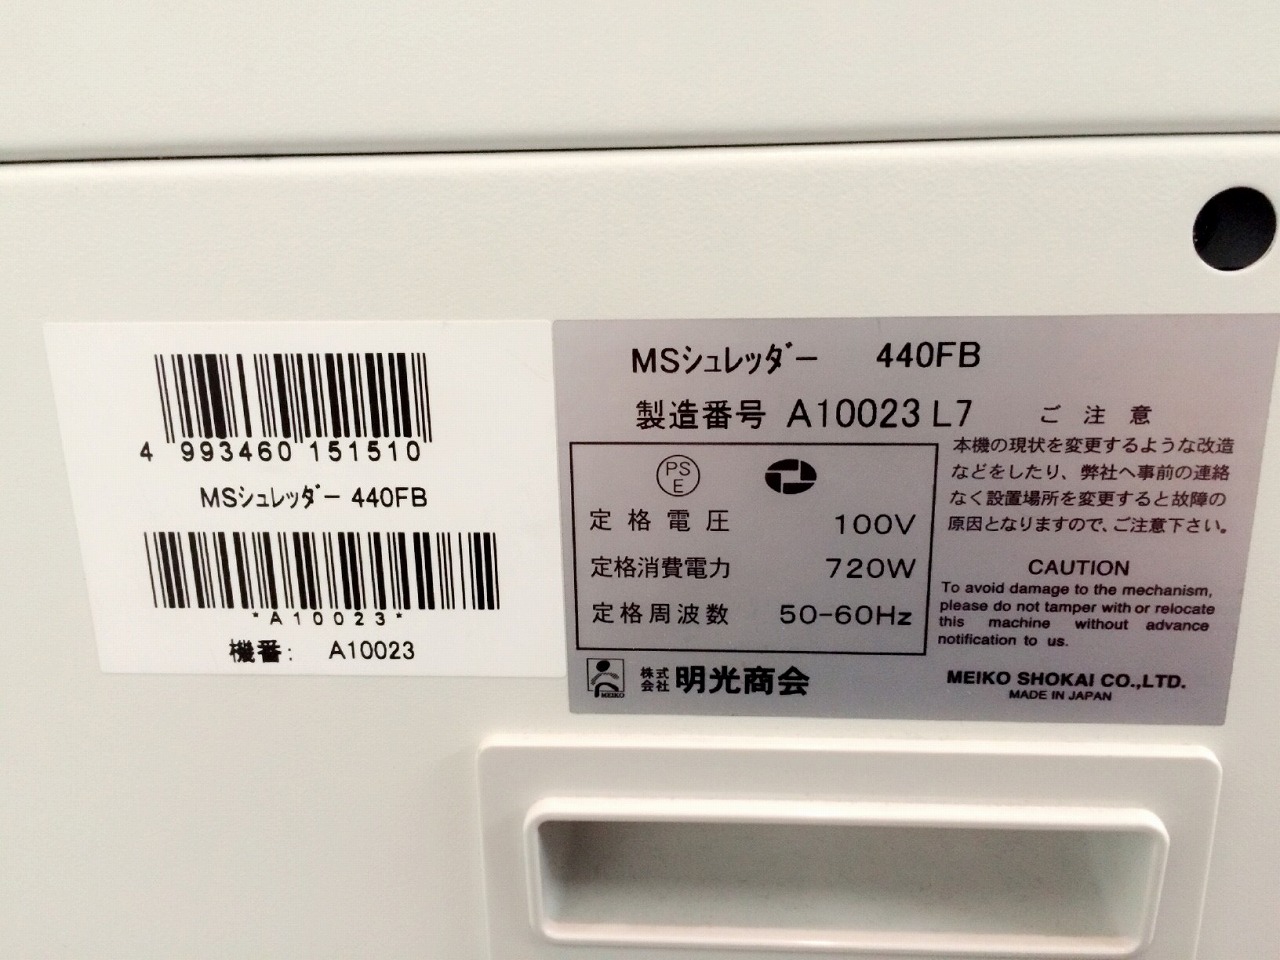 4 993460 151510
MSシュレッダー 440FB
*A10023*
機番: A10023
MSシュレッダー 440FB
製造番号 A10023 L7
PS
E
定格電圧 100V
定格消費電力 720W
定格周波数 50-60Hz
MEIKO
株式
会社 明光商会
ご注意
本機の現状を変更するような改造
などをしたり、弊社へ事前の連絡
なく設置場所を変更すると故障の
原因となりますので、ご注意下さい。
CAUTION
To avoid damage to the mechanism,
please do not tamper with or relocate
this machine without advance
notification to us.
MEIKO SHOKAI CO.,LTD.
MADE IN JAPAN